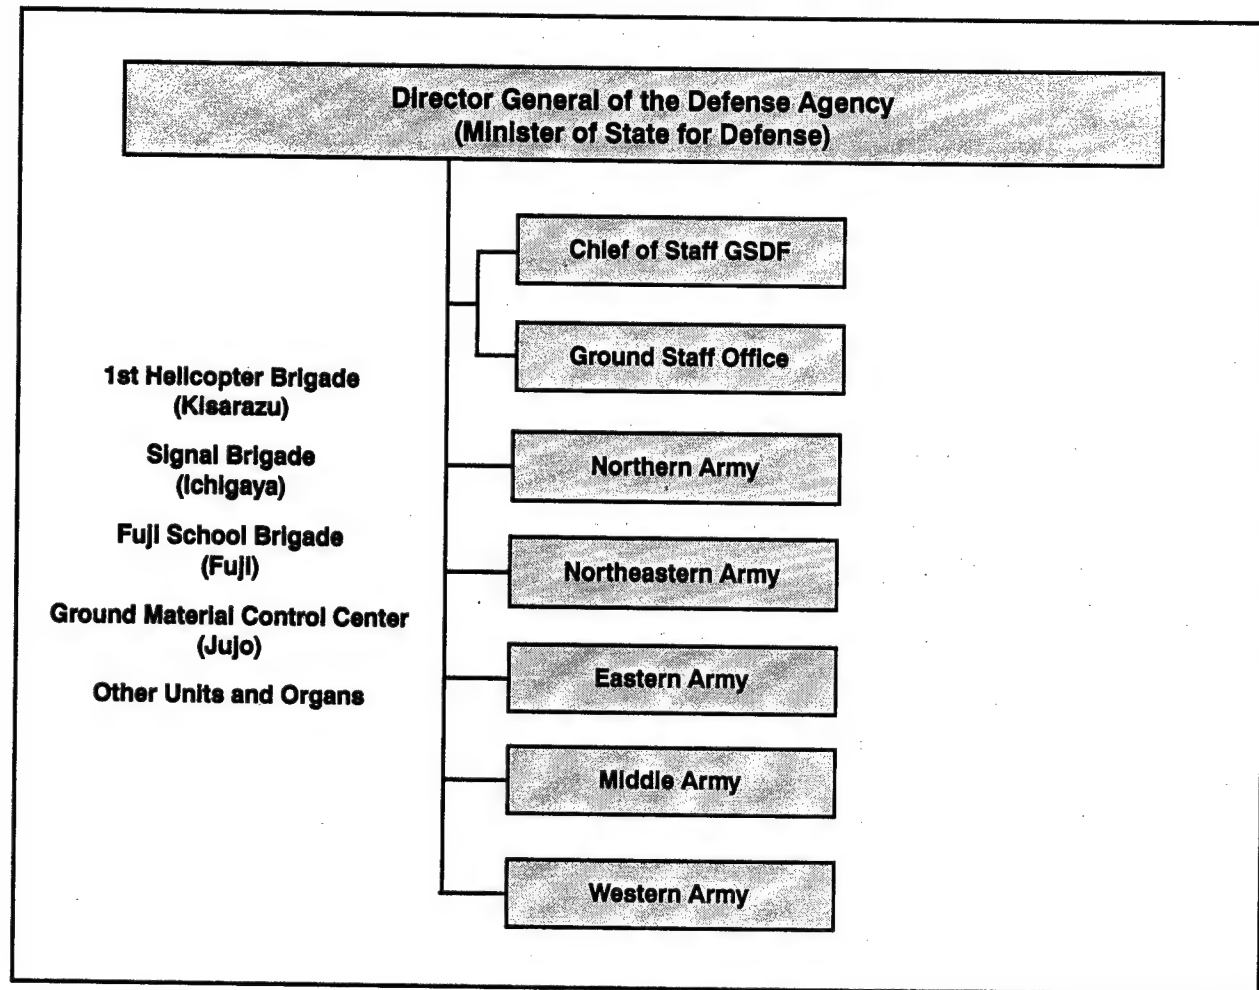 Director General of the Defense Agency
(Minister of State for Defense)
Chief of Staff GSDF
Ground Staff Office
1st Helicopter Brigade
(Kisarazu)
Signal Brigade
(Ichigaya)
Fuji School Brigade
(Fuji)
Ground Material Control Center
(Jujo)
Other Units and Organs
Northern Army
Northeastern Army
Eastern Army
Middle Army
Western Army